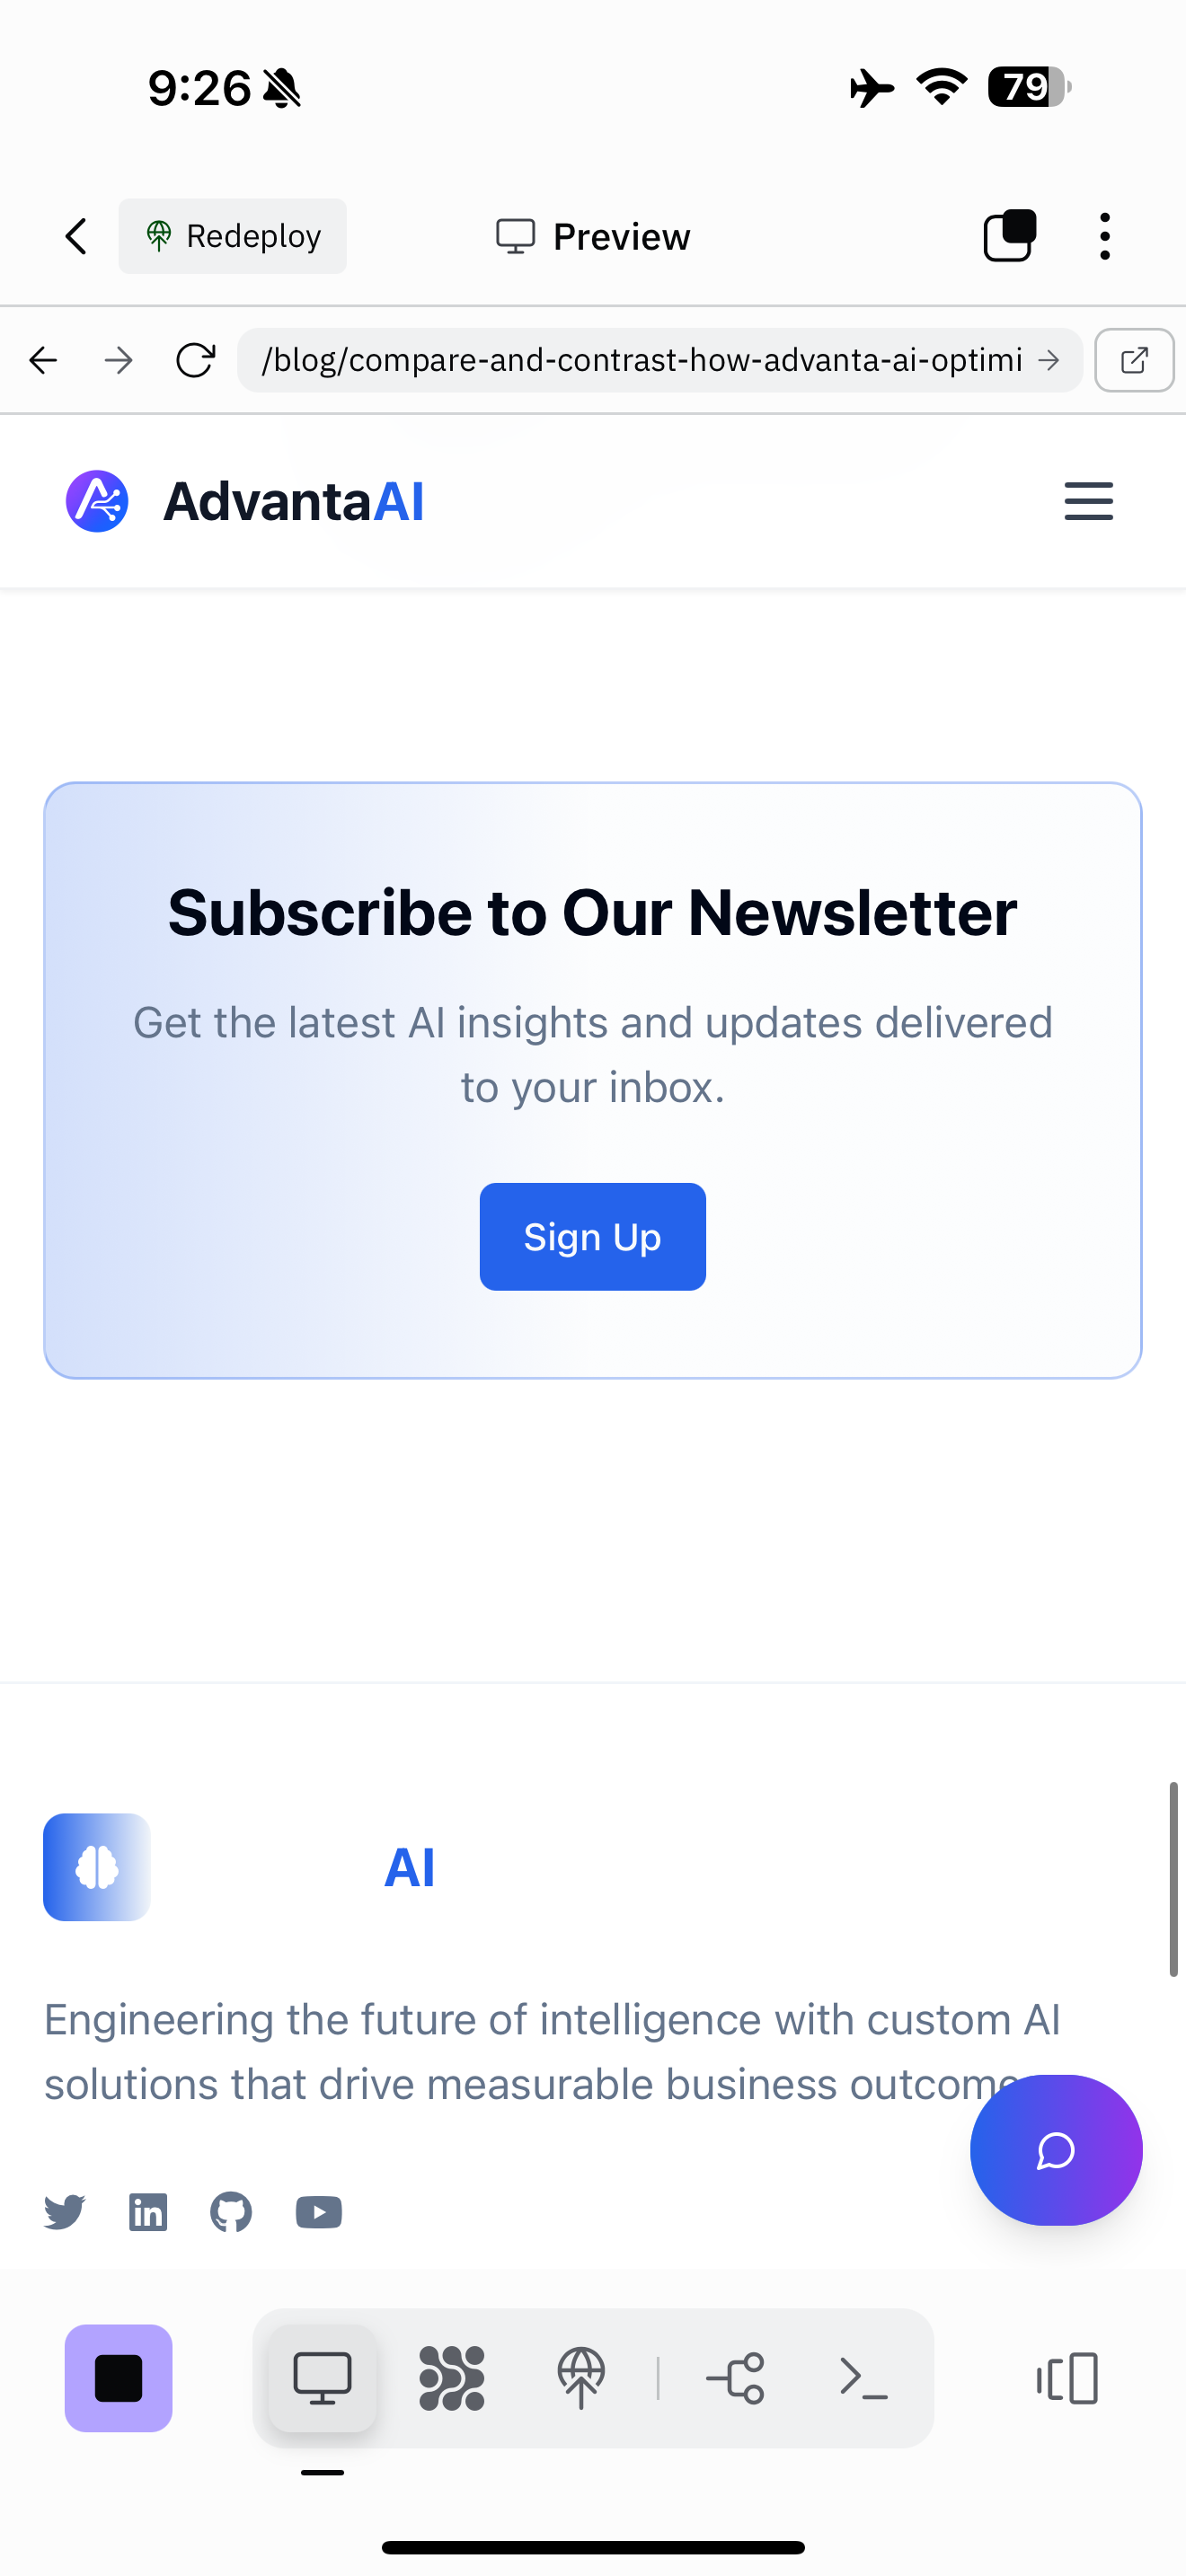 9:26
79
Redeploy
Preview
/blog/compare-and-contrast-how-advanta-ai-optimi
AdvantaAI
Subscribe to Our Newsletter
Get the latest AI insights and updates delivered
to your inbox.
Sign Up
AI
Engineering the future of intelligence with custom AI
solutions that drive measurable business outcome
in